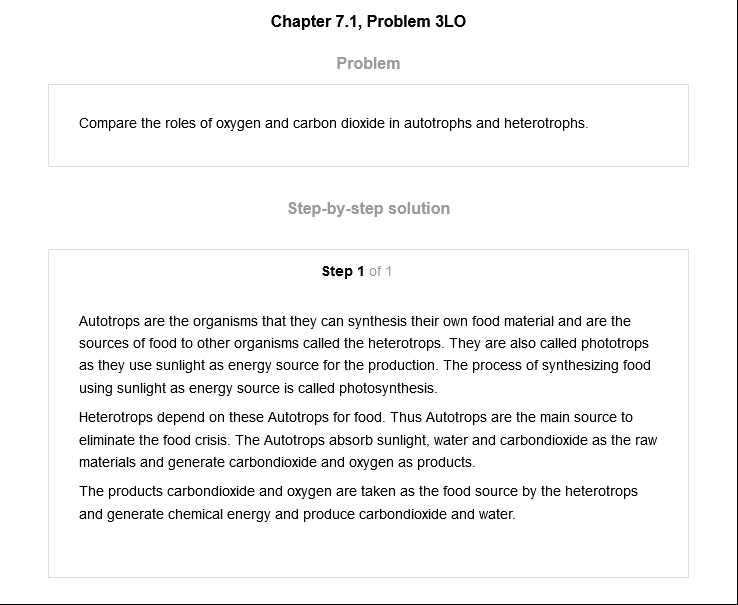 Chapter 7.1, Problem 3LO
Problem
Compare the roles of oxygen and carbon dioxide in autotrophs and heterotrophs.
Step-by-step solution
Step 1 of 1
Autotrops are the organisms that they can synthesis their own food material and are the
sources of food to other organisms called the heterotrops. They are also called phototrops
as they use sunlight as energy source for the production. The process of synthesizing food
using sunlight as energy source is called photosynthesis.
Heterotrops depend on these Autotrops for food. Thus Autotrops are the main source to
eliminate the food crisis. The Autotrops absorb sunlight, water and carbondioxide as the raw
materials and generate carbondioxide and oxygen as products.
The products carbondioxide and oxygen are taken as the food source by the heterotrops
and generate chemical energy and produce carbondioxide and water.